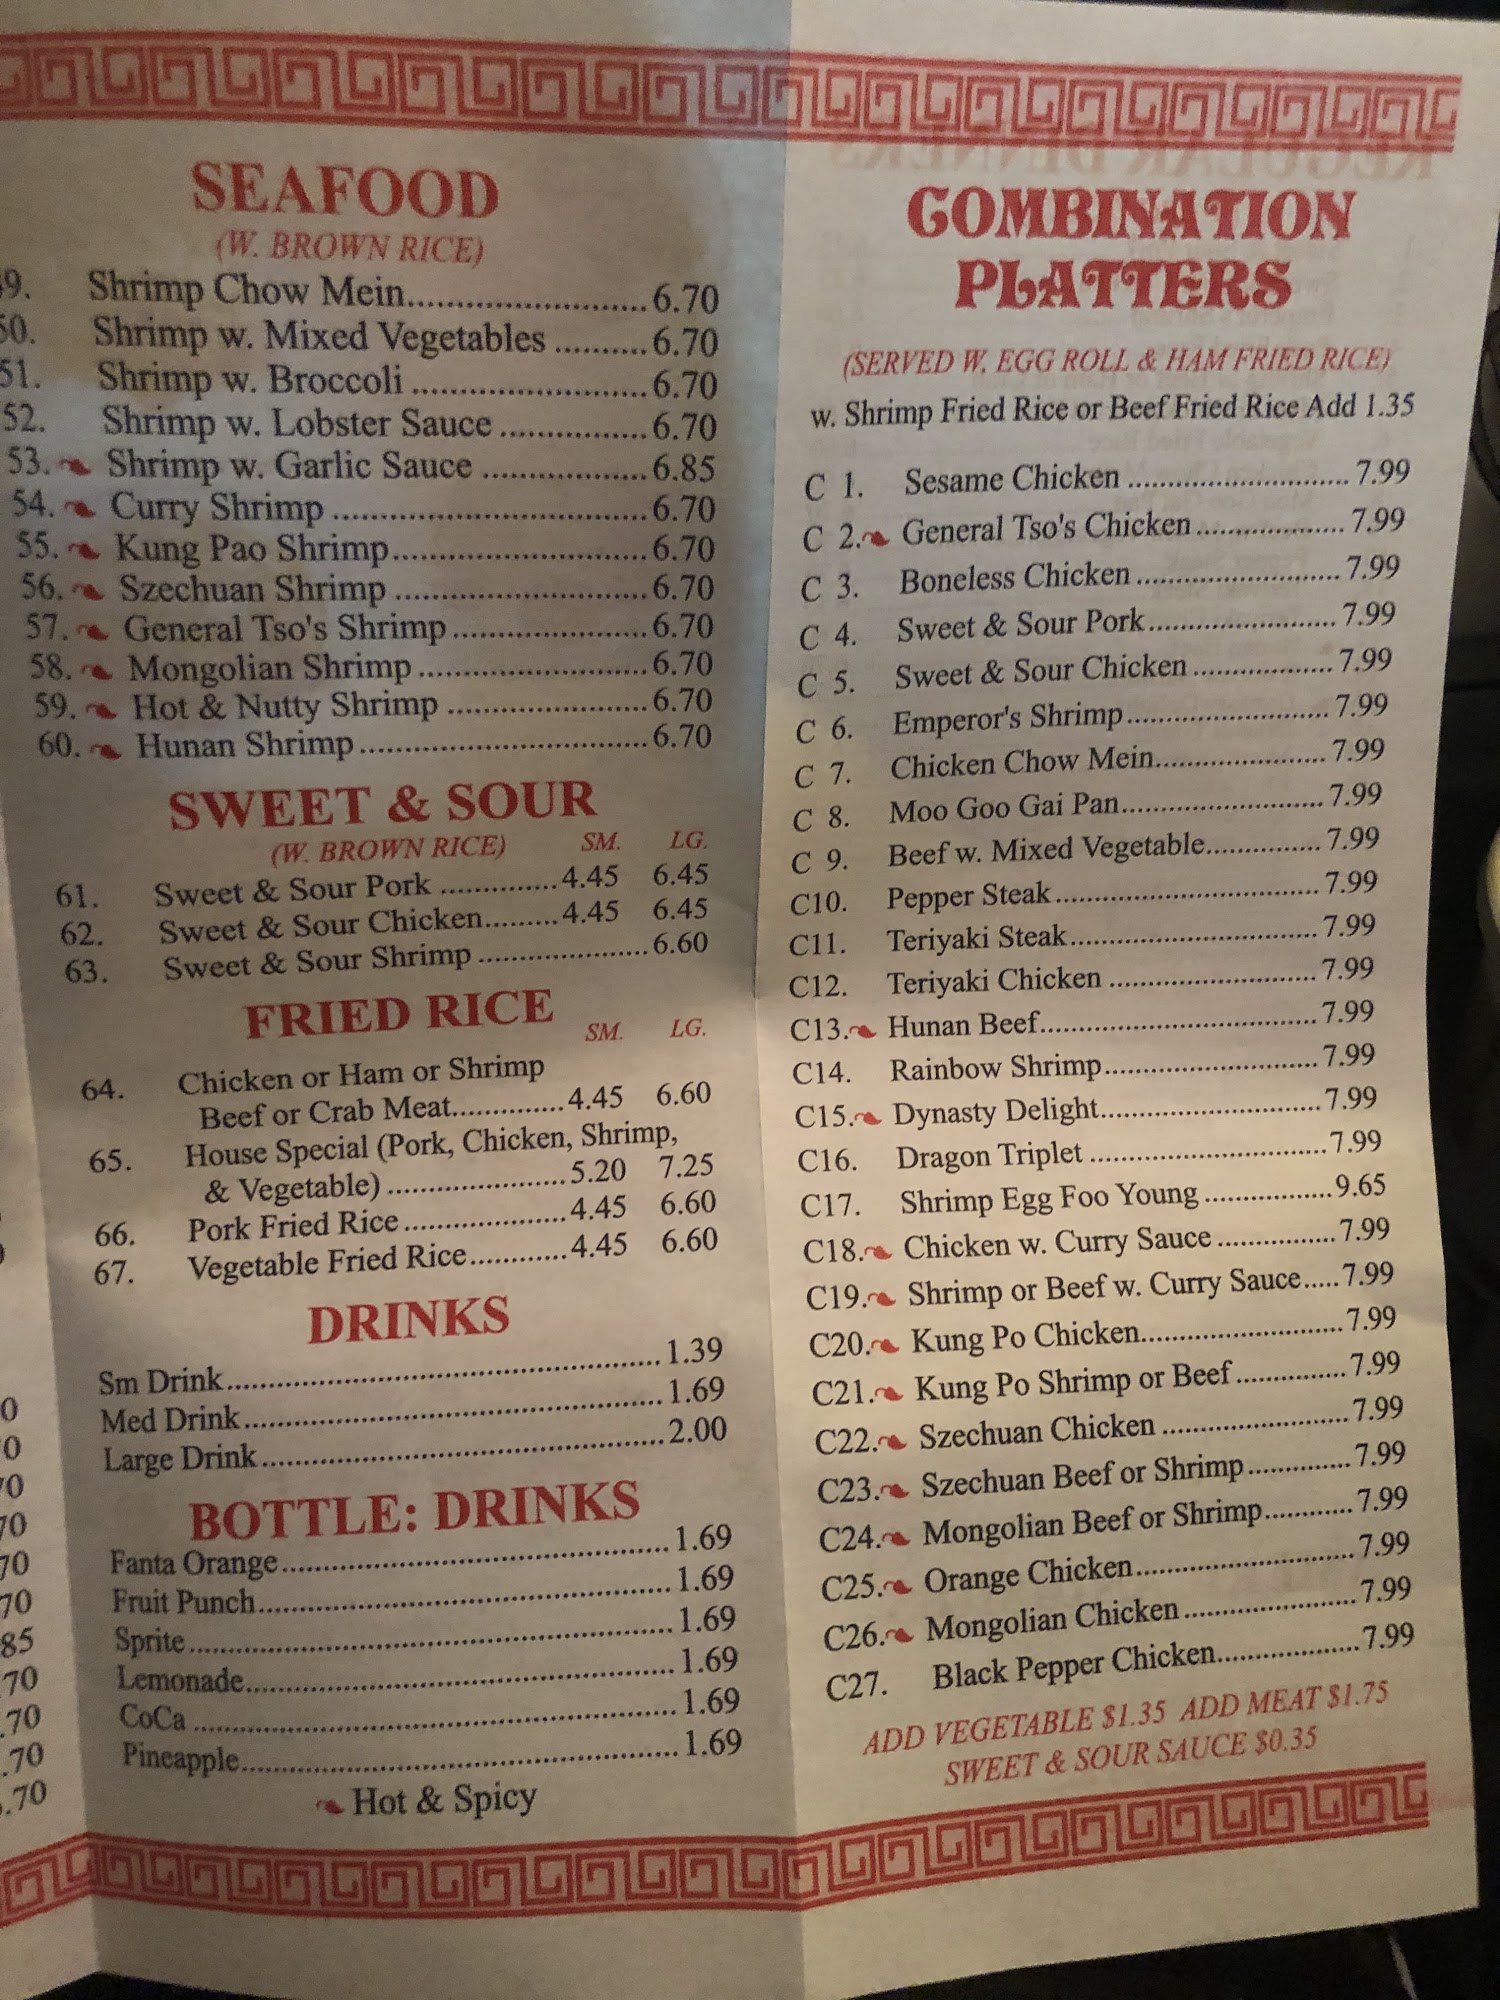 SEAFOOD
(W. BROWN RICE)
9. Shrimp Chow Mein..........................6.70
50. Shrimp w. Mixed Vegetables ..........6.70
51. Shrimp w. Broccoli .........................6.70
52. Shrimp w. Lobster Sauce ................6.70
53. Shrimp w. Garlic Sauce ..................6.85
54. Curry Shrimp ..................................6.70
55. Kung Pao Shrimp...........................6.70
56. Szechuan Shrimp ...........................6.70
57. General Tso's Shrimp.....................6.70
58. Mongolian Shrimp .........................6.70
59. Hot & Nutty Shrimp ......................6.70
60. Hunan Shrimp................................6.70
SWEET & SOUR
(W. BROWN RICE) SM. LG.
61. Sweet & Sour Pork .............4.45 6.45
62. Sweet & Sour Chicken.........4.45 6.45
63. Sweet & Sour Shrimp .....................6.60
FRIED RICE
SM. LG.
64. Chicken or Ham or Shrimp
Beef or Crab Meat..............4.45 6.60
65. House Special (Pork, Chicken, Shrimp,
& Vegetable) ......................5.20 7.25
66. Pork Fried Rice....................4.45 6.60
67. Vegetable Fried Rice............4.45 6.60
DRINKS
Sm Drink......................................................1.39
Med Drink....................................................1.69
Large Drink..................................................2.00
BOTTLE: DRINKS
Fanta Orange................................................1.69
Fruit Punch...................................................1.69
Sprite............................................................1.69
Lemonade.....................................................1.69
CoCa ............................................................1.69
Pineapple......................................................1.69
Hot & Spicy
COMBINATION
PLATTERS
(SERVED W. EGG ROLL & HAM FRIED RICE)
w. Shrimp Fried Rice or Beef Fried Rice Add 1.35
C 1. Sesame Chicken ...........................7.99
C 2. General Tso's Chicken ..................7.99
C 3. Boneless Chicken .........................7.99
C 4. Sweet & Sour Pork.......................7.99
C 5. Sweet & Sour Chicken .................7.99
C 6. Emperor's Shrimp.........................7.99
C 7. Chicken Chow Mein.....................7.99
C 8. Moo Goo Gai Pan.........................7.99
C 9. Beef w. Mixed Vegetable..............7.99
C10. Pepper Steak.................................7.99
C11. Teriyaki Steak...............................7.99
C12. Teriyaki Chicken ..........................7.99
C13. Hunan Beef...................................7.99
C14. Rainbow Shrimp...........................7.99
C15. Dynasty Delight............................7.99
C16. Dragon Triplet ..............................7.99
C17. Shrimp Egg Foo Young ................9.65
C18. Chicken w. Curry Sauce ...............7.99
C19. Shrimp or Beef w. Curry Sauce.....7.99
C20. Kung Po Chicken..........................7.99
C21. Kung Po Shrimp or Beef ..............7.99
C22. Szechuan Chicken ........................7.99
C23. Szechuan Beef or Shrimp.............7.99
C24. Mongolian Beef or Shrimp...........7.99
C25. Orange Chicken............................7.99
C26. Mongolian Chicken ......................7.99
C27. Black Pepper Chicken..................7.99
ADD VEGETABLE $1.35 ADD MEAT $1.75
SWEET & SOUR SAUCE $0.35